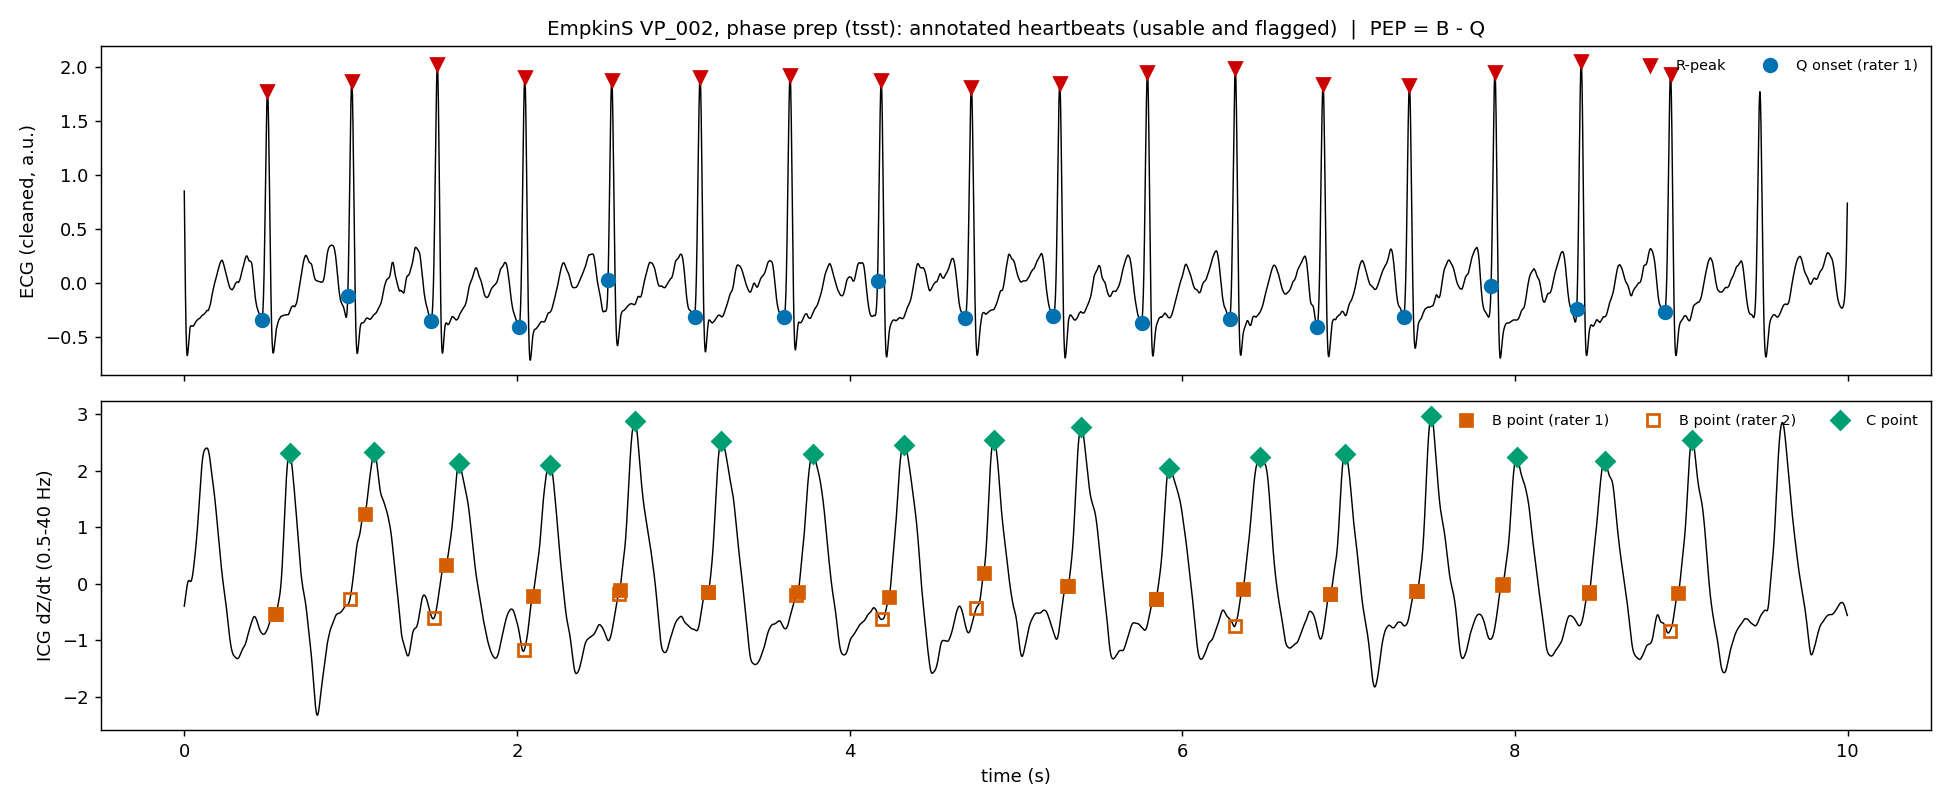 EmpkinS VP_002, phase prep (tsst): annotated heartbeats (usable and flagged) | PEP = B - Q
ECG (cleaned, a.u.)
2.0
1.5
1.0
0.5
0.0
−0.5
R-peak
Q onset (rater 1)
ICG dZ/dt (0.5-40 Hz)
3
2
1
0
−1
−2
B point (rater 1)
B point (rater 2)
C point
0
2
4
6
8
10
time (s)